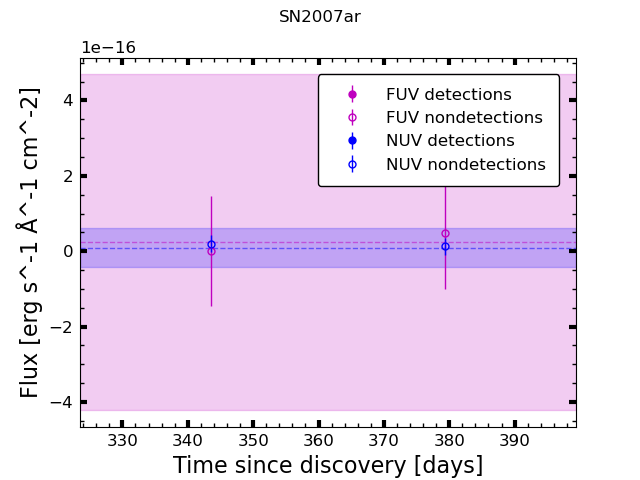 SN2007ar
1e−16
FUV detections
FUV nondetections
NUV detections
NUV nondetections
4
2
0
−2
−4
Flux [erg s^-1 Å^-1 cm^-2]
330 340 350 360 370 380 390
Time since discovery [days]